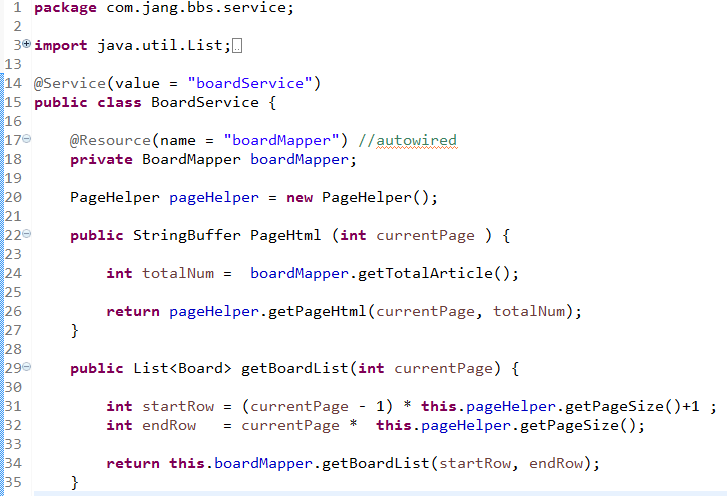 1 package com.jang.bbs.service;
2
3 import java.util.List;
13
14 @Service(value = "boardService")
15 public class BoardService {
16
17 @Resource(name = "boardMapper") //autowired
18 private BoardMapper boardMapper;
19
20 PageHelper pageHelper = new PageHelper();
21
22 public StringBuffer PageHtml (int currentPage ) {
23
24 int totalNum =  boardMapper.getTotalArticle();
25
26 return pageHelper.getPageHtml(currentPage, totalNum);
27 }
28
29 public List<Board> getBoardList(int currentPage) {
30
31 int startRow = (currentPage - 1) * this.pageHelper.getPageSize()+1 ;
32 int endRow   = currentPage *  this.pageHelper.getPageSize();
33
34 return this.boardMapper.getBoardList(startRow, endRow);
35 }